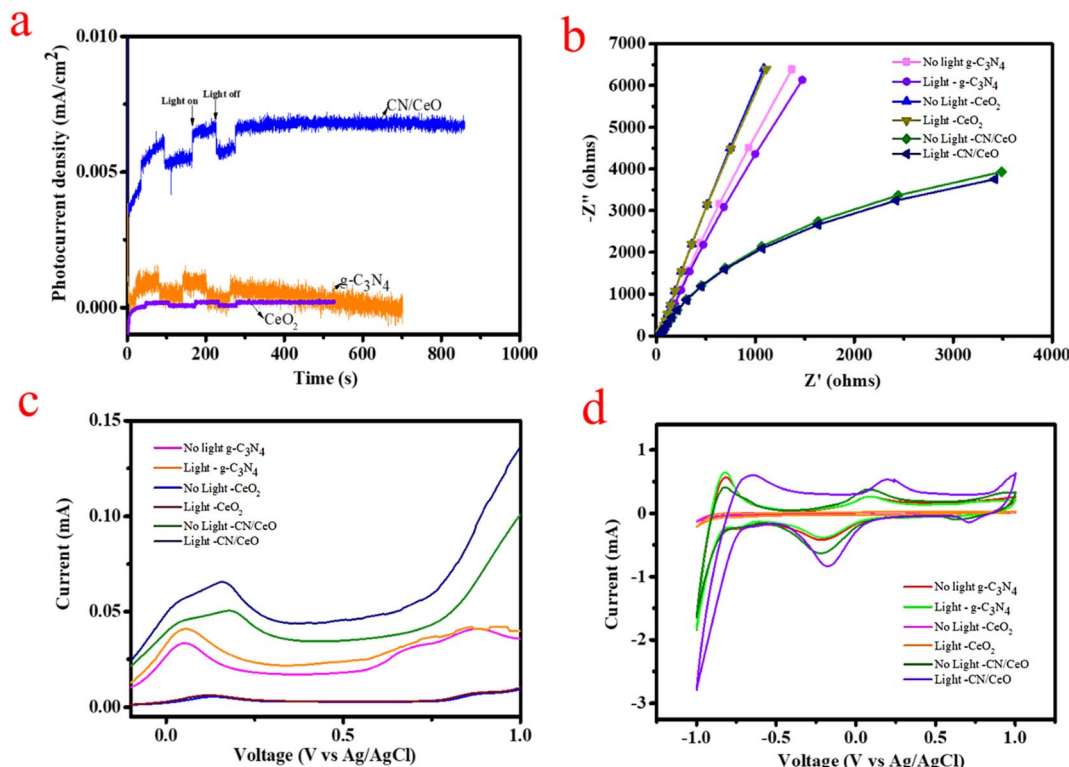 a
0.010
0.005
0.000
Photocurrent density (mA/cm²)
Light on
Light off
CN/CeO
g-C₃N₄
CeO₂
0
200
400
600
800
1000
Time (s)
b
7000
6000
5000
4000
3000
2000
1000
0
-Z" (ohms)
No light g-C₃N₄
Light - g-C₃N₄
No Light -CeO₂
Light -CeO₂
No Light -CN/CeO
Light -CN/CeO
0
1000
2000
3000
4000
Z' (ohms)
c
0.15
0.10
0.05
0.00
Current (mA)
No light g-C₃N₄
Light - g-C₃N₄
No Light -CeO₂
Light -CeO₂
No Light -CN/CeO
Light -CN/CeO
0.0
0.5
1.0
Voltage (V vs Ag/AgCl)
d
1
0
-1
-2
-3
Current (mA)
No light g-C₃N₄
Light - g-C₃N₄
No Light -CeO₂
Light -CeO₂
No Light -CN/CeO
Light -CN/CeO
-1.0
-0.5
0.0
0.5
1.0
Voltage (V vs Ag/AgCl)